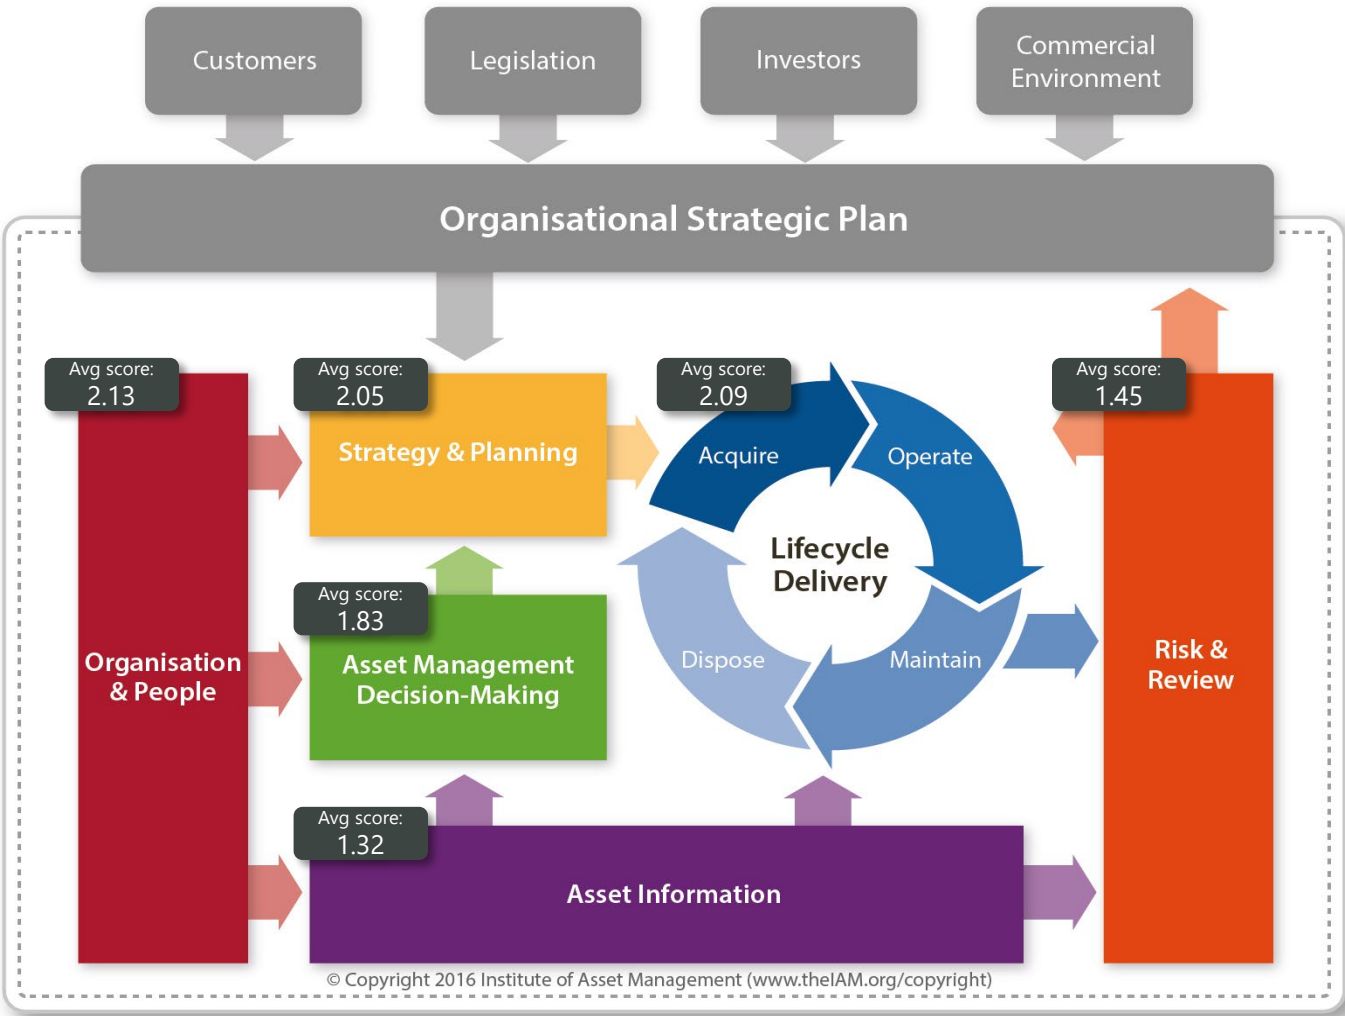 Customers
Legislation
Investors
Commercial
Environment
Organisational Strategic Plan
Avg score:
2.13
Avg score:
2.05
Avg score:
2.09
Avg score:
1.45
Strategy & Planning
Acquire
Operate
Lifecycle
Delivery
Avg score:
1.83
Organisation
& People
Asset Management
Decision-Making
Dispose
Maintain
Risk &
Review
Avg score:
1.32
Asset Information
© Copyright 2016 Institute of Asset Management (www.theIAM.org/copyright)